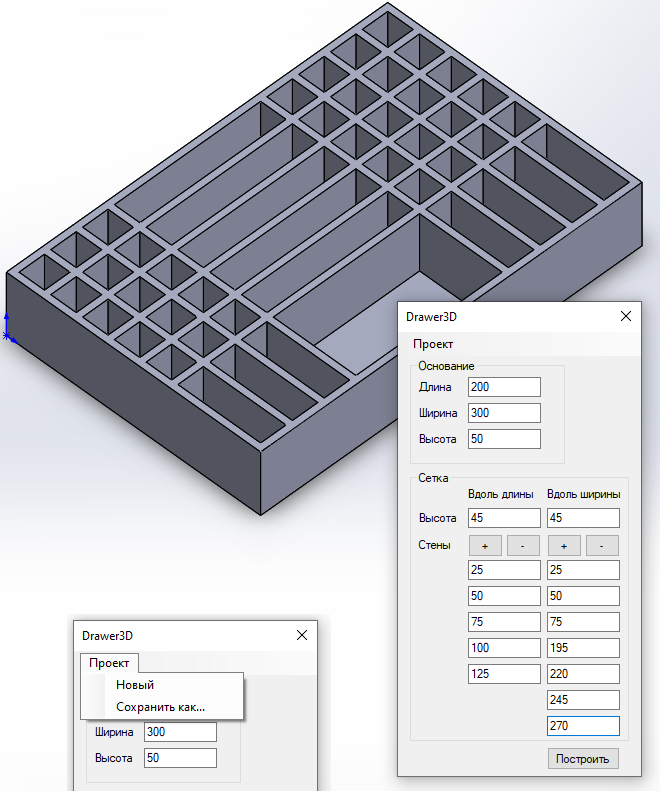 Drawer3D
Проект
Основание
Длина 200
Ширина 300
Высота 50
Сетка
Вдоль длины Вдоль ширины
Высота 45 45
Стены + - + -
25 25
50 50
75 75
100 195
125 220
245
270
Построить
Drawer3D
Проект
Новый
Сохранить как...
Ширина 300
Высота 50